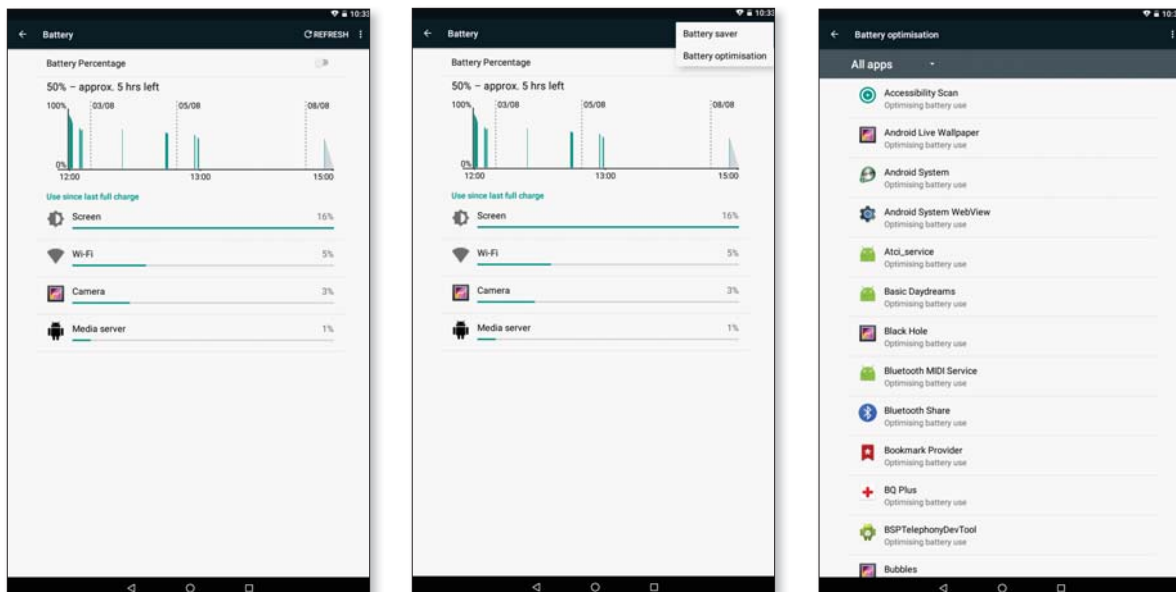 10:33
Battery
REFRESH
Battery Percentage
50% – approx. 5 hrs left
100%
03/08
05/08
08/08
0%
12:00
13:00
15:00
Use since last full charge
Screen
16%
Wi-Fi
5%
Camera
3%
Media server
1%
10:33
Battery
Battery saver
Battery optimisation
Battery Percentage
50% – approx. 5 hrs left
100%
03/08
05/08
08/08
0%
12:00
13:00
15:00
Use since last full charge
Screen
16%
Wi-Fi
5%
Camera
3%
Media server
1%
Battery optimisation
All apps
Accessibility Scan
Optimising battery use
Android Live Wallpaper
Optimising battery use
Android System
Optimising battery use
Android System WebView
Optimising battery use
Atci_service
Optimising battery use
Basic Daydreams
Optimising battery use
Black Hole
Optimising battery use
Bluetooth MIDI Service
Optimising battery use
Bluetooth Share
Optimising battery use
Bookmark Provider
Optimising battery use
BQ Plus
Optimising battery use
BSPTelephonyDevTool
Optimising battery use
Bubbles